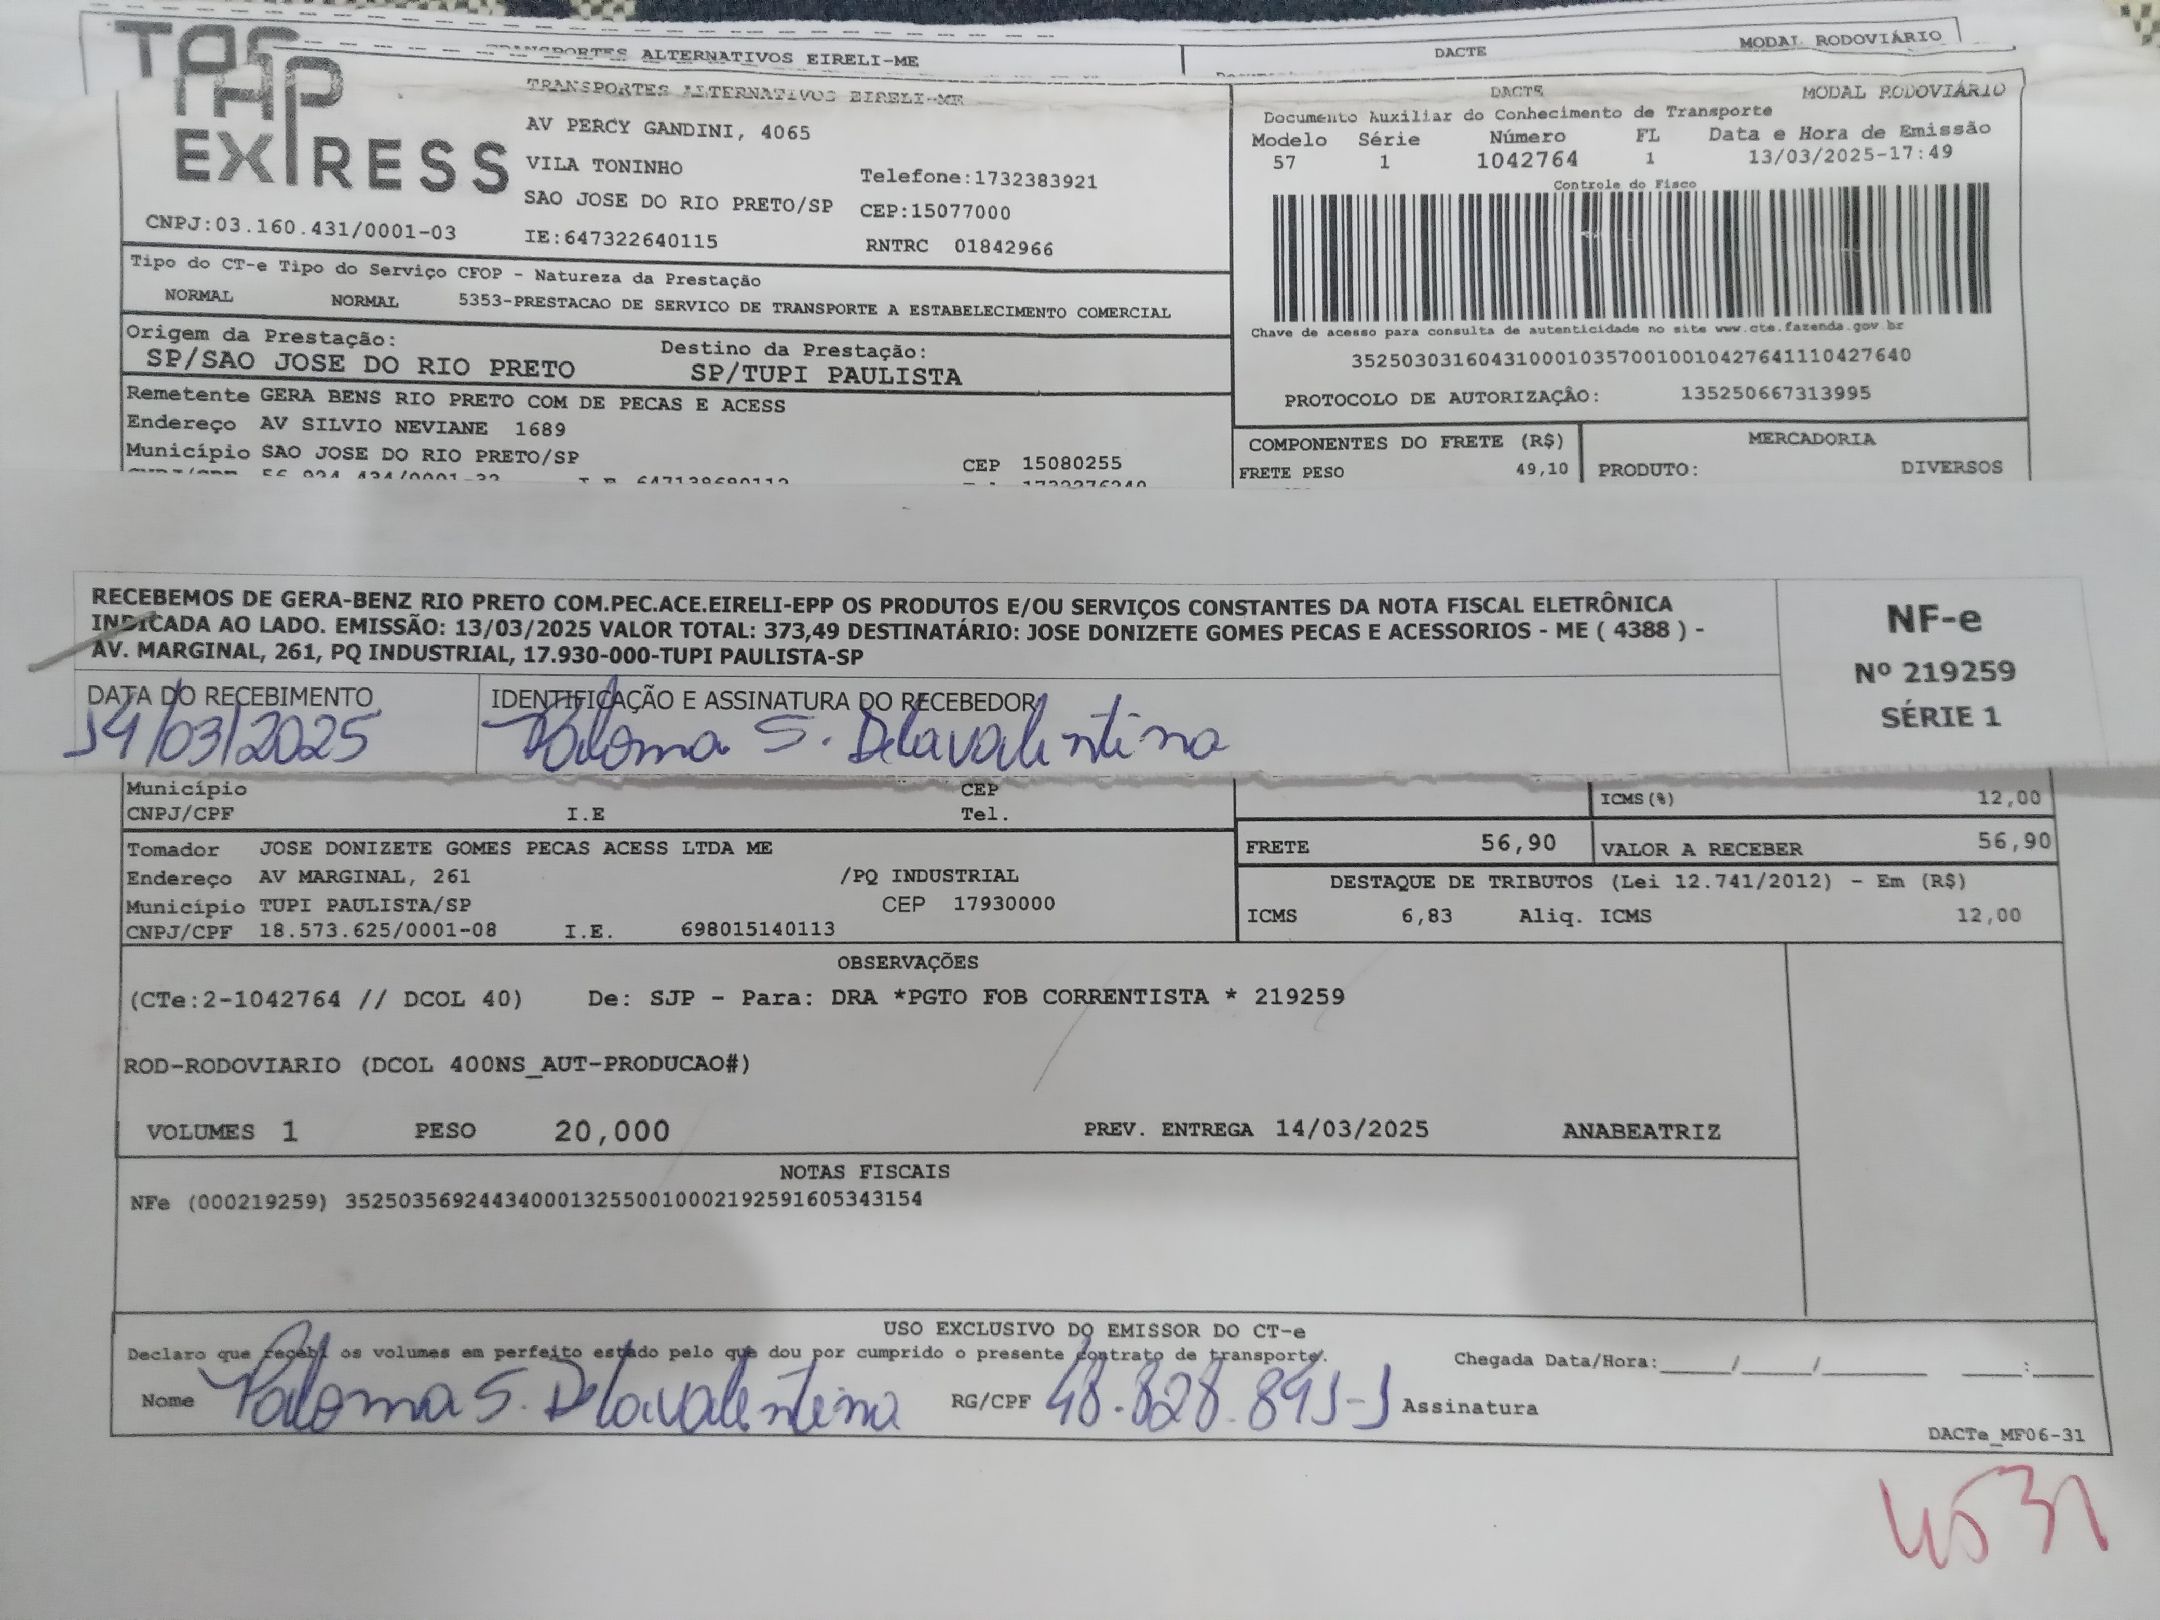 TRANSPORTES ALTERNATIVOS EIRELI-ME
DACTE
MODAL RODOVIÁRIO
EXPRESS
TRANSPORTES ALTERNATIVOS EIRELI-ME
AV PERCY GANDINI, 4065
VILA TONINHO
Telefone:1732383921
SAO JOSE DO RIO PRETO/SP
CEP:15077000
CNPJ:03.160.431/0001-03
IE:647322640115
RNTRC 01842966
DACTE
MODAL RODOVIÁRIO
Documento Auxiliar do Conhecimento de Transporte
Modelo Série Número FL Data e Hora de Emissão
57 1 1042764 1 13/03/2025-17:49
Controle do Fisco
Chave de acesso para consulta de autenticidade no site www.cte.fazenda.gov.br
35250303160431000103570010010427641110427640
PROTOCOLO DE AUTORIZAÇÃO: 135250667313995
Tipo do CT-e Tipo do Serviço CFOP - Natureza da Prestação
NORMAL NORMAL 5353-PRESTACAO DE SERVICO DE TRANSPORTE A ESTABELECIMENTO COMERCIAL
Origem da Prestação:
SP/SAO JOSE DO RIO PRETO
Destino da Prestação:
SP/TUPI PAULISTA
Remetente GERA BENS RIO PRETO COM DE PECAS E ACESS
Endereço AV SILVIO NEVIANE 1689
Município SAO JOSE DO RIO PRETO/SP
CEP 15080255
COMPONENTES DO FRETE (R$)
FRETE PESO 49,10
MERCADORIA
PRODUTO: DIVERSOS
RECEBEMOS DE GERA-BENZ RIO PRETO COM.PEC.ACE.EIRELI-EPP OS PRODUTOS E/OU SERVIÇOS CONSTANTES DA NOTA FISCAL ELETRÔNICA
INDICADA AO LADO. EMISSÃO: 13/03/2025 VALOR TOTAL: 373,49 DESTINATÁRIO: JOSE DONIZETE GOMES PECAS E ACESSORIOS - ME ( 4388 ) -
AV. MARGINAL, 261, PQ INDUSTRIAL, 17.930-000-TUPI PAULISTA-SP
NF-e
Nº 219259
SÉRIE 1
DATA DO RECEBIMENTO
14/03/2025
IDENTIFICAÇÃO E ASSINATURA DO RECEBEDOR
Paloma S. Delavalentina
Município
CEP
CNPJ/CPF
I.E
Tel.
ICMS(%) 12,00
Tomador JOSE DONIZETE GOMES PECAS ACESS LTDA ME
Endereço AV MARGINAL, 261 /PQ INDUSTRIAL
Município TUPI PAULISTA/SP CEP 17930000
CNPJ/CPF 18.573.625/0001-08 I.E. 698015140113
FRETE 56,90 VALOR A RECEBER 56,90
DESTAQUE DE TRIBUTOS (Lei 12.741/2012) - Em (R$)
ICMS 6,83 Aliq. ICMS 12,00
OBSERVAÇÕES
(CTe:2-1042764 // DCOL 40) De: SJP - Para: DRA *PGTO FOB CORRENTISTA * 219259
ROD-RODOVIARIO (DCOL 400NS_AUT-PRODUCAO#)
VOLUMES 1 PESO 20,000 PREV. ENTREGA 14/03/2025 ANABEATRIZ
NOTAS FISCAIS
NFe (000219259) 35250356924434000132550010002192591605343154
USO EXCLUSIVO DO EMISSOR DO CT-e
Declaro que recebi os volumes em perfeito estado pelo que dou por cumprido o presente contrato de transporte.
Chegada Data/Hora:_____/_____/_______ ____:____
Nome Paloma S. Delavalentina RG/CPF 48.828.891-1 Assinatura
DACTe_MF06-31
4531